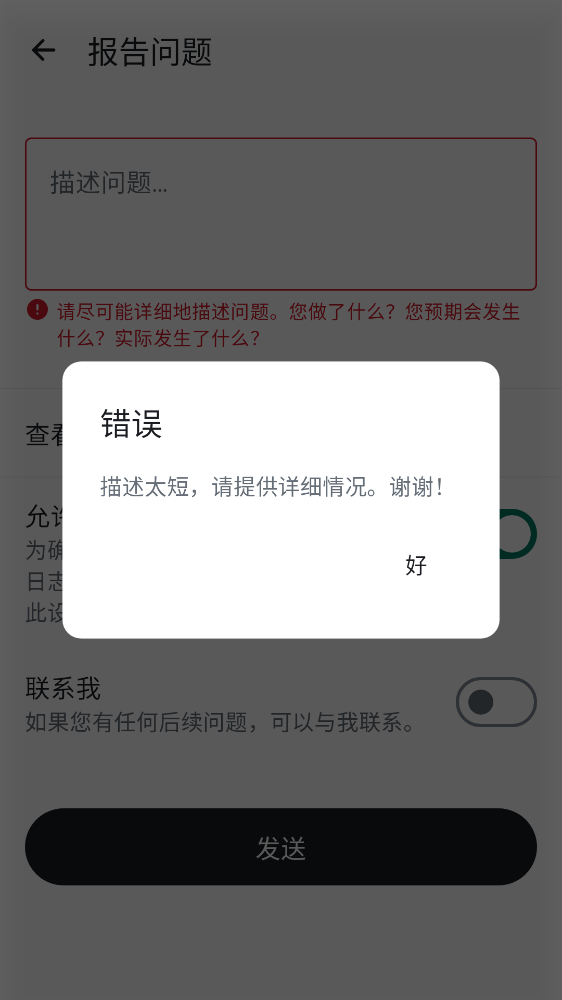 报告问题
描述问题...
请尽可能详细地描述问题。您做了什么？您预期会发生
什么？实际发生了什么？
错误
描述太短，请提供详细情况。谢谢！
好
查看
允许
为确
日志
此设
联系我
如果您有任何后续问题，可以与我联系。
发送